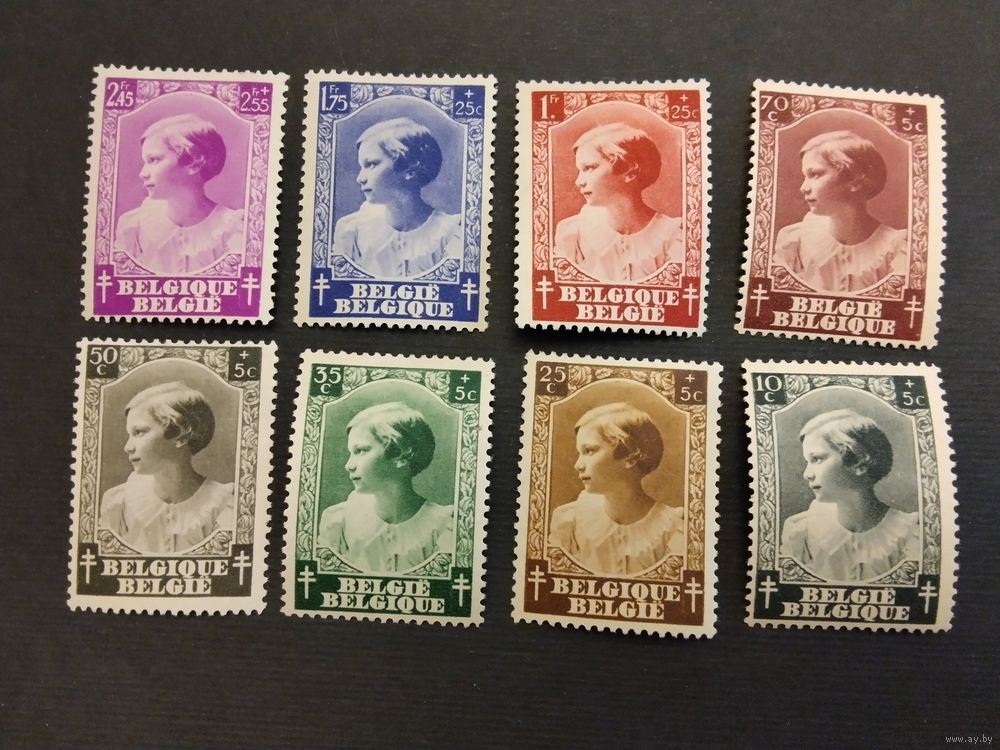 2.45 Fr + 2.55
BELGIQUE
BELGIË
1.75 Fr + 25c
BELGIË
BELGIQUE
1. Fr + 25c
BELGIQUE
BELGIË
70 c + 5c
BELGIË
BELGIQUE
50 c + 5c
BELGIQUE
BELGIË
35 c + 5c
BELGIË
BELGIQUE
25 c + 5c
BELGIQUE
BELGIË
10 c + 5c
BELGIË
BELGIQUE
www.ay.by